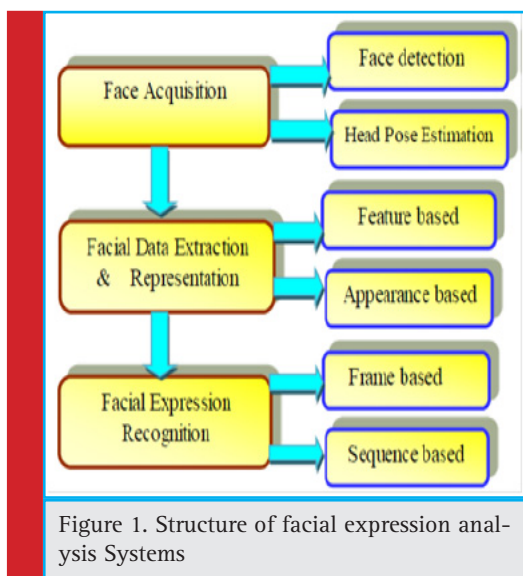 Face Acquisition
Face detection
Head Pose Estimation
Facial Data Extraction
& Representation
Feature based
Appearance based
Facial Expression
Recognition
Frame based
Sequence based
Figure 1. Structure of facial expression anal-
ysis Systems